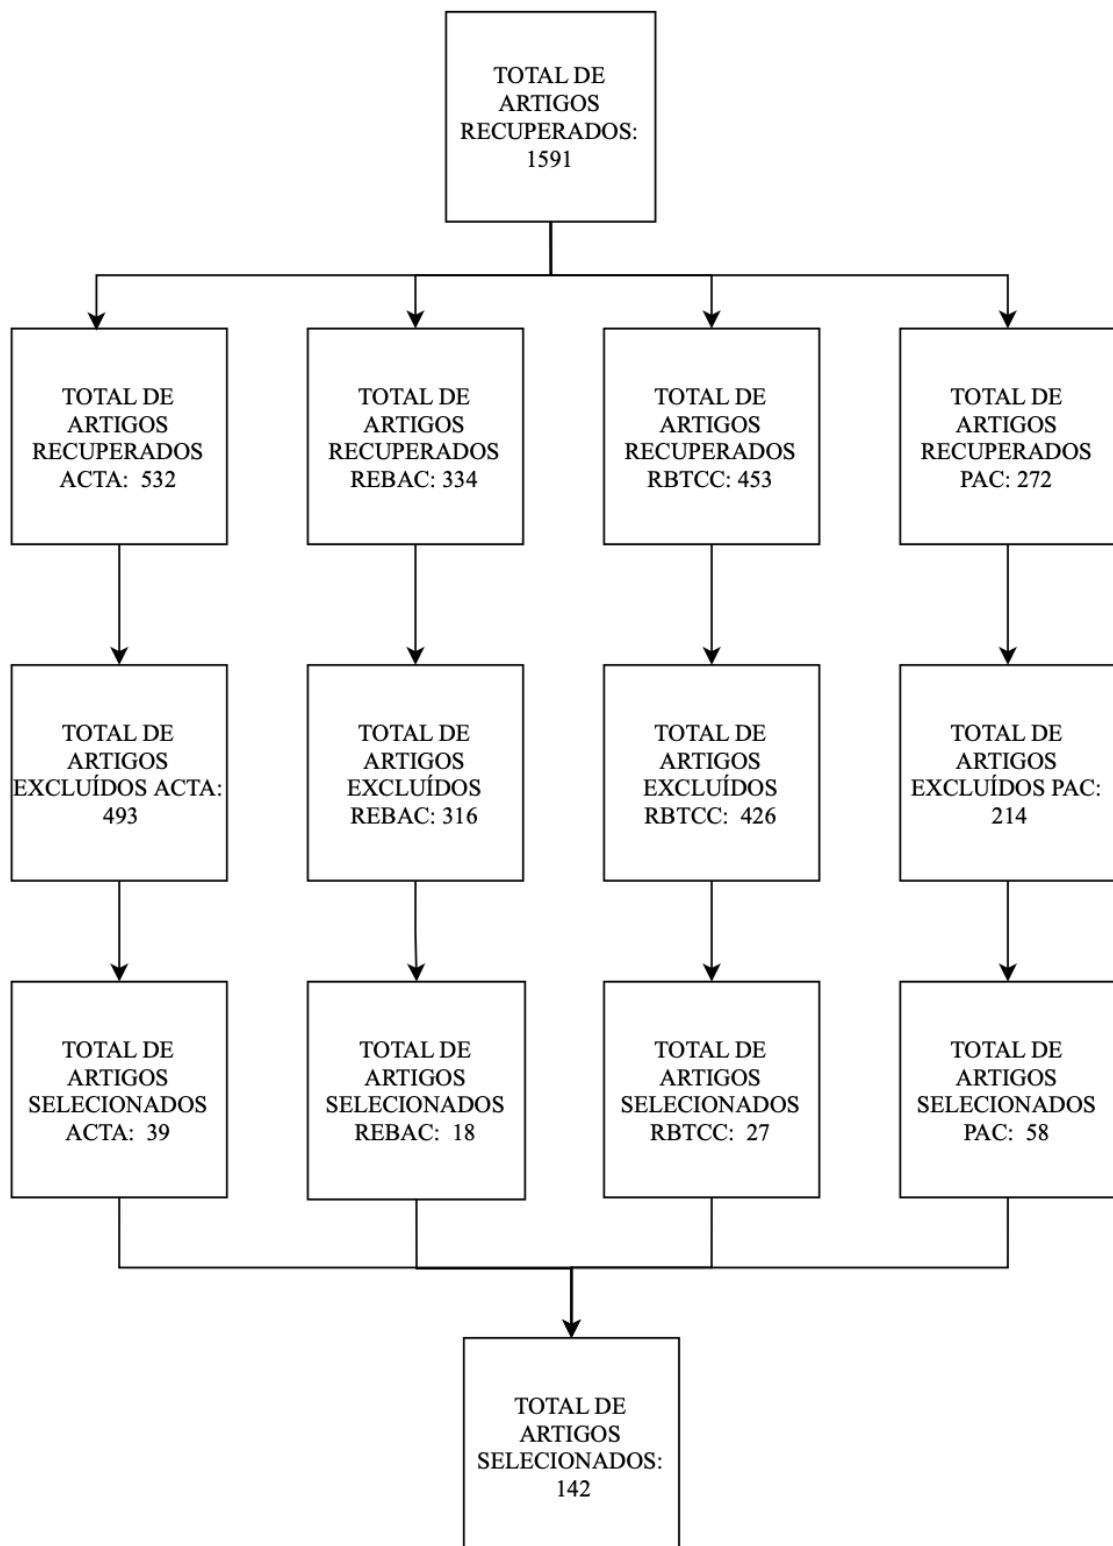 TOTAL DE
ARTIGOS
RECUPERADOS:
1591
TOTAL DE
ARTIGOS
RECUPERADOS
ACTA: 532
TOTAL DE
ARTIGOS
RECUPERADOS
REBAC: 334
TOTAL DE
ARTIGOS
RECUPERADOS
RBTCC: 453
TOTAL DE
ARTIGOS
RECUPERADOS
PAC: 272
TOTAL DE
ARTIGOS
EXCLUÍDOS ACTA:
493
TOTAL DE
ARTIGOS
EXCLUÍDOS
REBAC: 316
TOTAL DE
ARTIGOS
EXCLUÍDOS
RBTCC: 426
TOTAL DE
ARTIGOS
EXCLUÍDOS PAC:
214
TOTAL DE
ARTIGOS
SELECIONADOS
ACTA: 39
TOTAL DE
ARTIGOS
SELECIONADOS
REBAC: 18
TOTAL DE
ARTIGOS
SELECIONADOS
RBTCC: 27
TOTAL DE
ARTIGOS
SELECIONADOS
PAC: 58
TOTAL DE
ARTIGOS
SELECIONADOS:
142